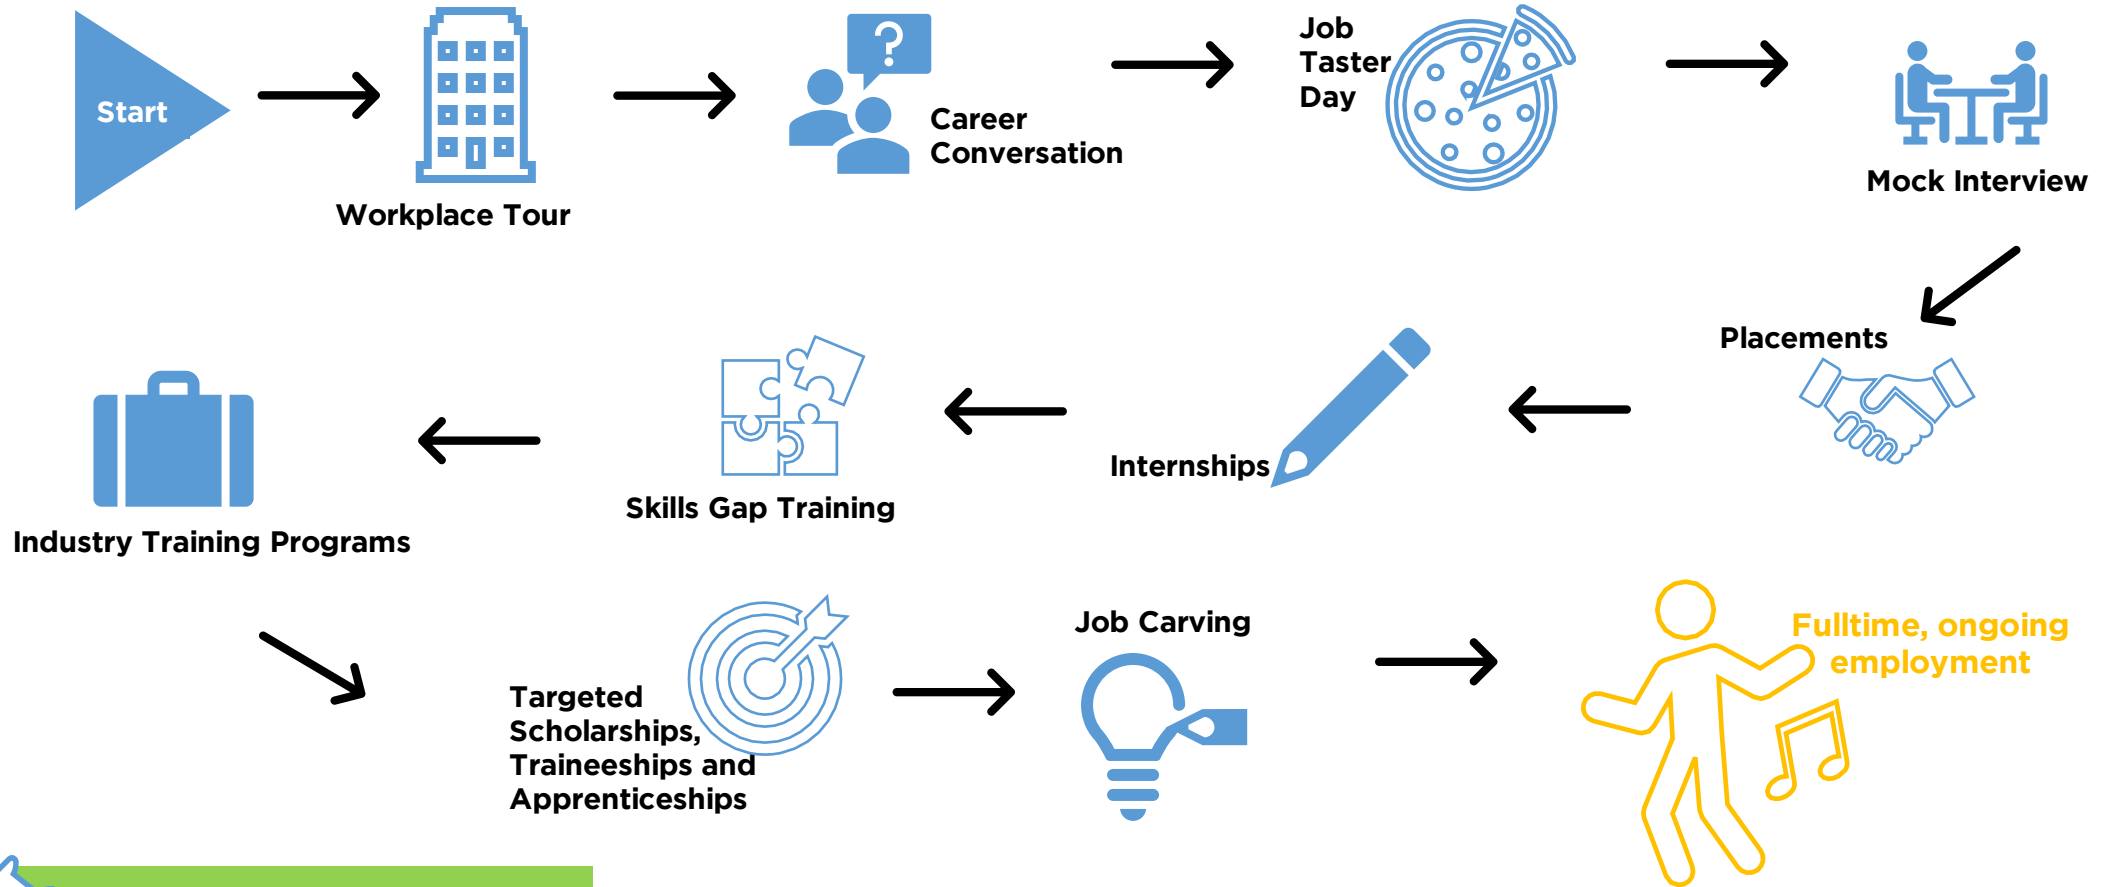 Start
Workplace Tour
?
Career
Conversation
Job
Taster
Day
Mock Interview
Placements
Internships
Skills Gap Training
Industry Training Programs
Targeted
Scholarships,
Traineeships and
Apprenticeships
Job Carving
Fulltime, ongoing
employment